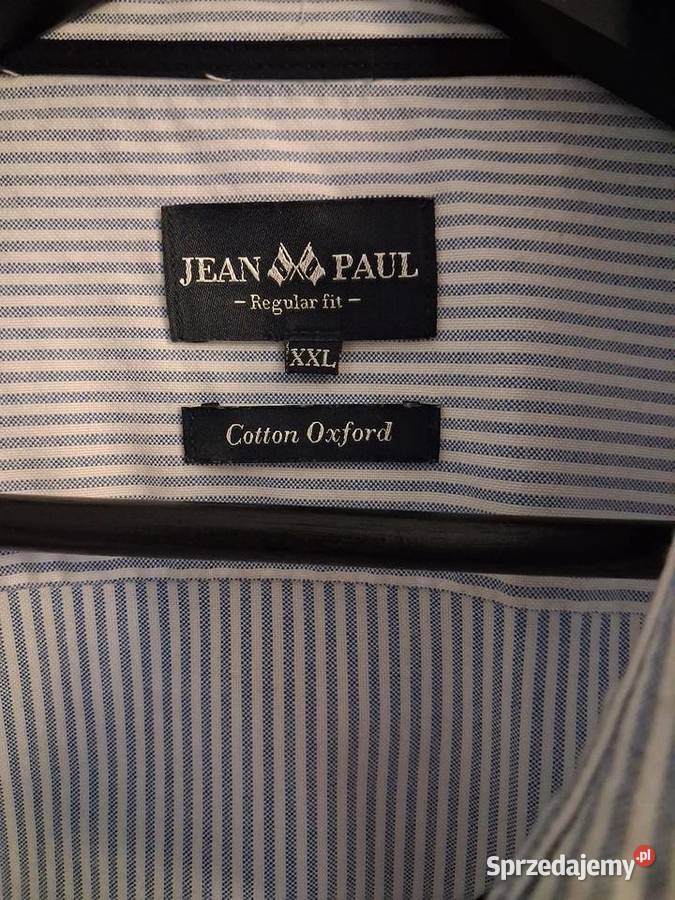 JEAN PAUL
– Regular fit –
XXL
Cotton Oxford
Sprzedajemy.pl